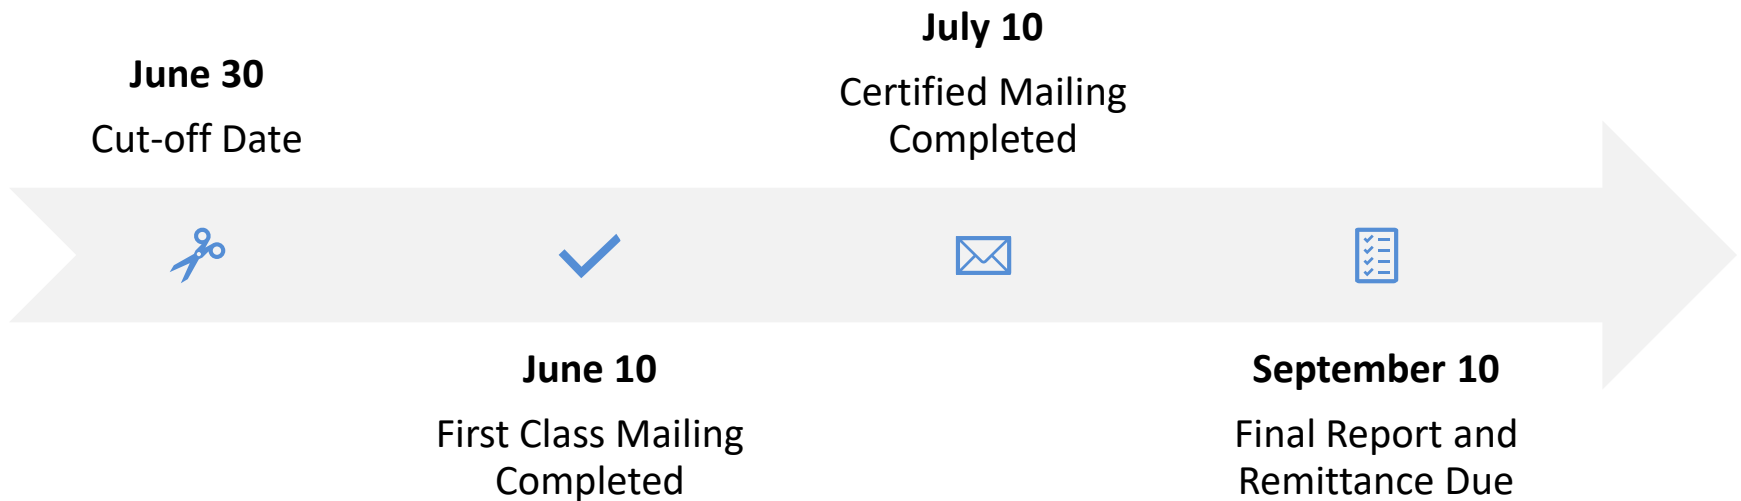 June 30
Cut-off Date
June 10
First Class Mailing
Completed
July 10
Certified Mailing
Completed
September 10
Final Report and
Remittance Due